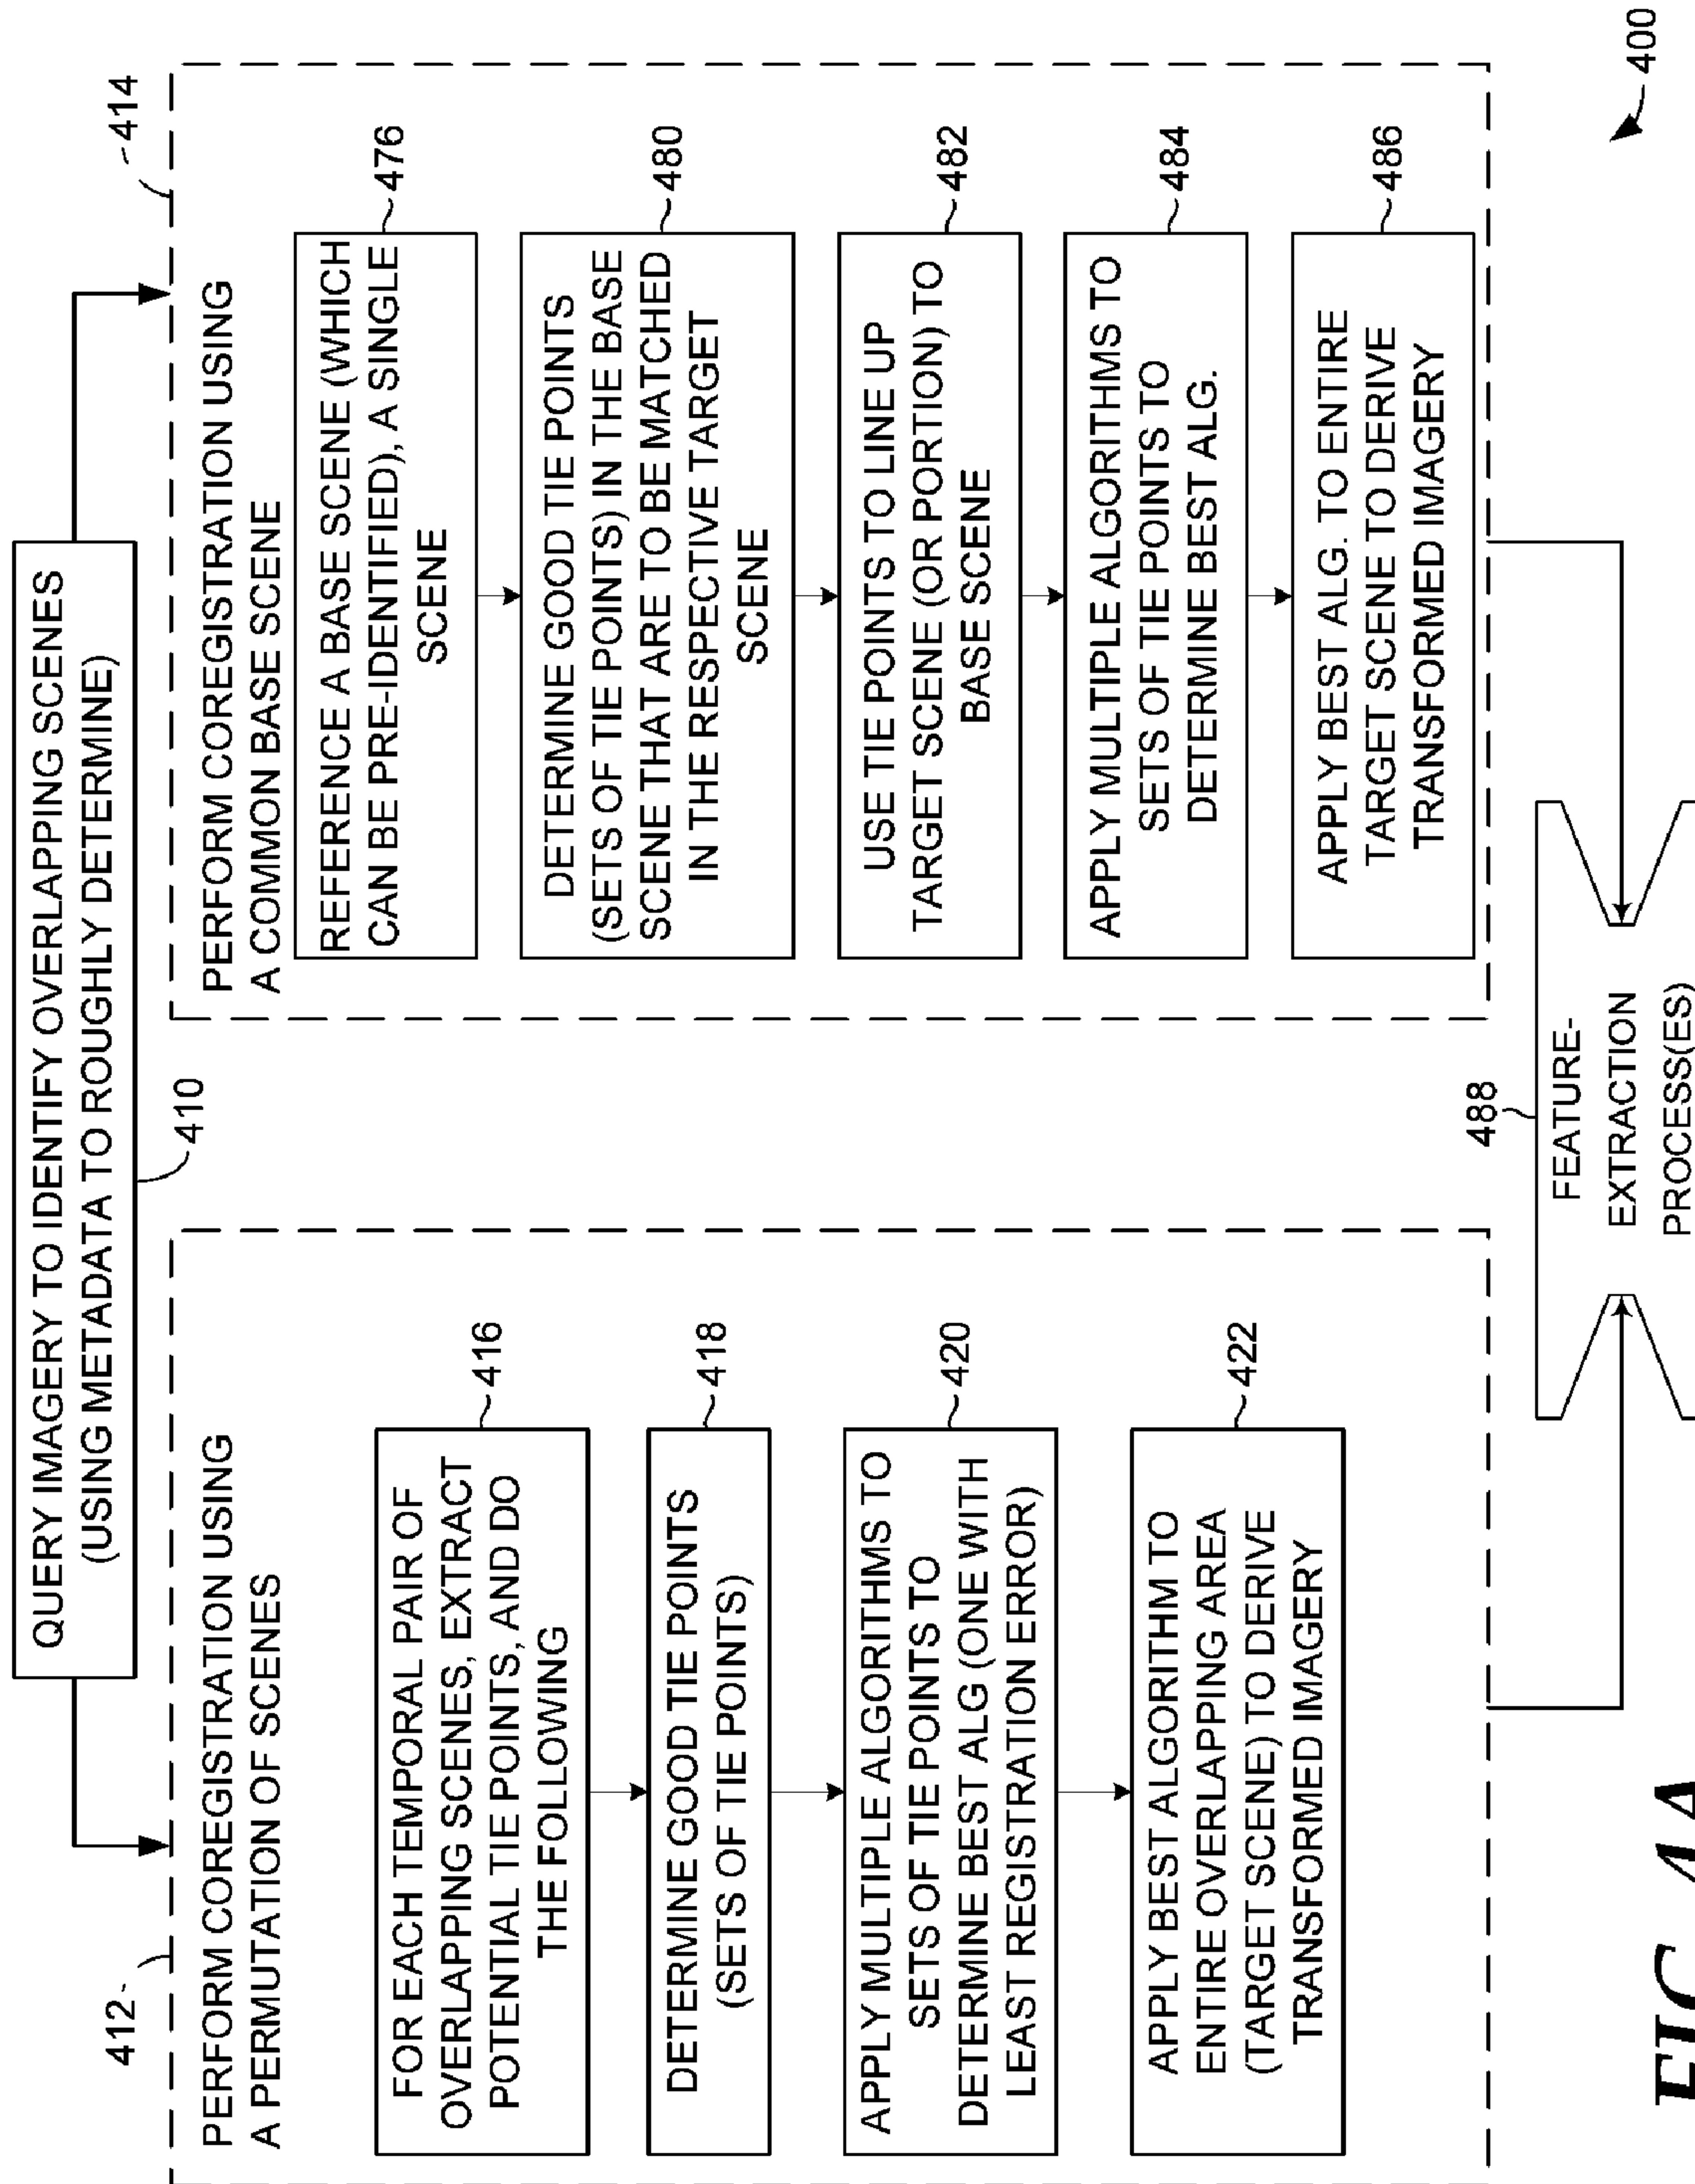 QUERY IMAGERY TO IDENTIFY OVERLAPPING SCENES
(USING METADATA TO ROUGHLY DETERMINE)
410
412
PERFORM COREGISTRATION USING
A PERMUTATION OF SCENES
FOR EACH TEMPORAL PAIR OF
OVERLAPPING SCENES, EXTRACT
POTENTIAL TIE POINTS, AND DO
THE FOLLOWING
416
DETERMINE GOOD TIE POINTS
(SETS OF TIE POINTS)
418
APPLY MULTIPLE ALGORITHMS TO
SETS OF TIE POINTS TO
DETERMINE BEST ALG (ONE WITH
LEAST REGISTRATION ERROR)
420
APPLY BEST ALGORITHM TO
ENTIRE OVERLAPPING AREA
(TARGET SCENE) TO DERIVE
TRANSFORMED IMAGERY
422
414
PERFORM COREGISTRATION USING
A COMMON BASE SCENE
REFERENCE A BASE SCENE (WHICH
CAN BE PRE-IDENTIFIED), A SINGLE
SCENE
476
DETERMINE GOOD TIE POINTS
(SETS OF TIE POINTS) IN THE BASE
SCENE THAT ARE TO BE MATCHED
IN THE RESPECTIVE TARGET
SCENE
480
USE TIE POINTS TO LINE UP
TARGET SCENE (OR PORTION) TO
BASE SCENE
482
APPLY MULTIPLE ALGORITHMS TO
SETS OF TIE POINTS TO
DETERMINE BEST ALG.
484
APPLY BEST ALG. TO ENTIRE
TARGET SCENE TO DERIVE
TRANSFORMED IMAGERY
486
488
FEATURE-
EXTRACTION
PROCESS(ES)
400
FIG. 4A